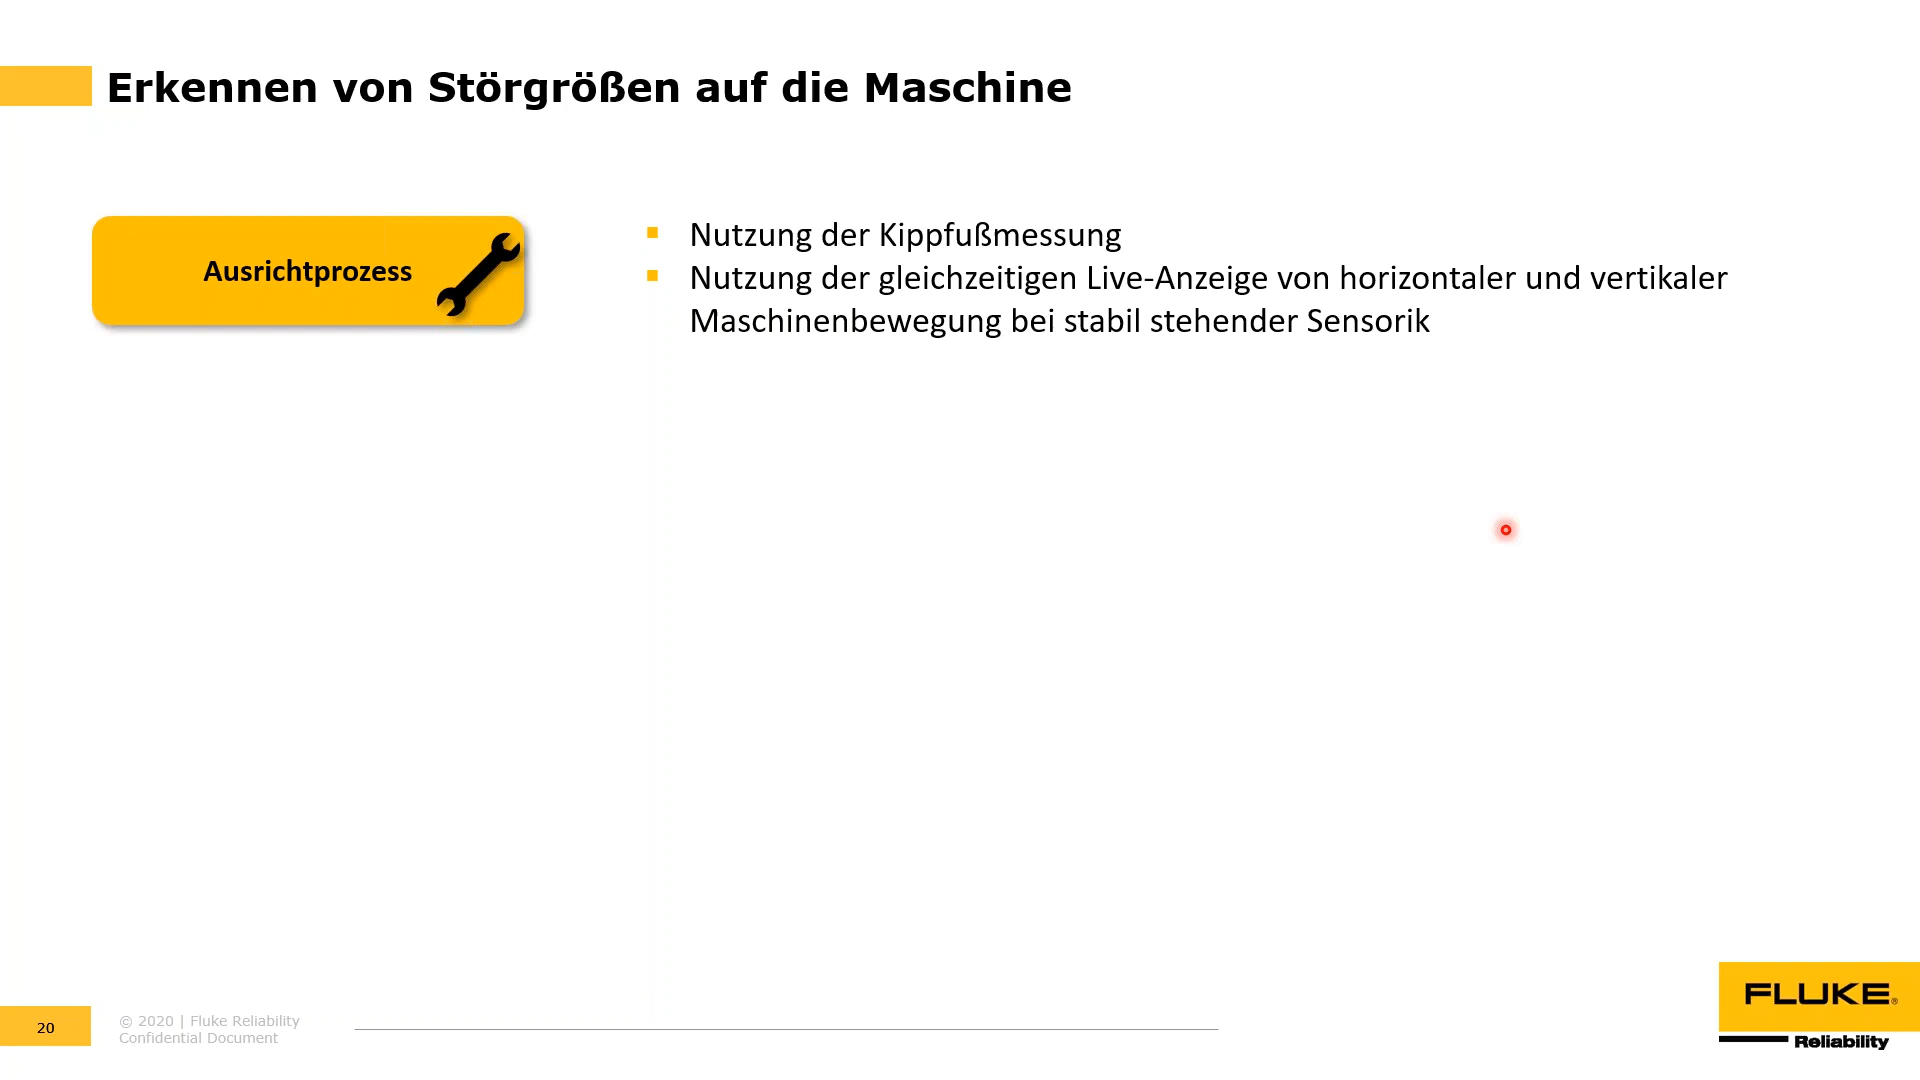 Erkennen von Störgrößen auf die Maschine
Ausrichtprozess
▪ Nutzung der Kippfußmessung
▪ Nutzung der gleichzeitigen Live-Anzeige von horizontaler und vertikaler
Maschinenbewegung bei stabil stehender Sensorik
20
© 2020 | Fluke Reliability
Confidential Document
FLUKE®
Reliability